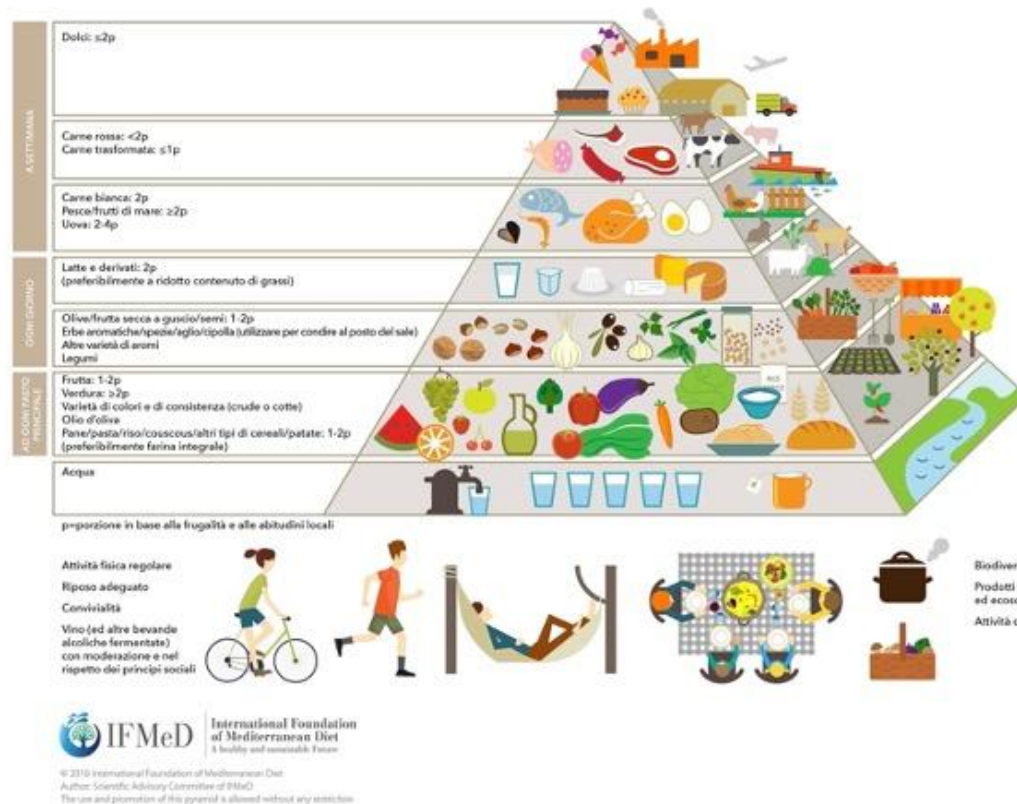 A SETTIMANA
Dolci: ≤2p
Carne rossa: <2p
Carne trasformata: ≤1p
Carne bianca: 2p
Pesce/frutti di mare: ≥2p
Uova: 2-4p
OGNI GIORNO
Latte e derivati: 2p
(preferibilmente a ridotto contenuto di grassi)
Olive/frutta secca a guscio/semi: 1-2p
Erbe aromatiche/spezie/aglio/cipolla (utilizzare per condire al posto del sale)
Altre varietà di aromi
Legumi
AD OGNI PASTO
PRINCIPALE
Frutta: 1-2p
Verdura: ≥2p
Varietà di colori e di consistenza (crude o cotte)
Olio d'oliva
Pane/pasta/riso/couscous/altri tipi di cereali/patate: 1-2p
(preferibilmente farina integrale)
RICE
Acqua
p=porzione in base alla frugalità e alle abitudini locali
Attività fisica regolare
Riposo adeguato
Convivialità
Vino (ed altre bevande
alcoliche fermentate)
con moderazione e nel
rispetto dei principi sociali
Biodiver
Prodotti
ed ecoso
Attività c
IFMeD
International Foundation
of Mediterranean Diet
A healthy and sustainable Future
© 2016 International Foundation of Mediterranean Diet
Author: Scientific Advisory Committee of IFMeD
The use and promotion of this pyramid is allowed without any restriction